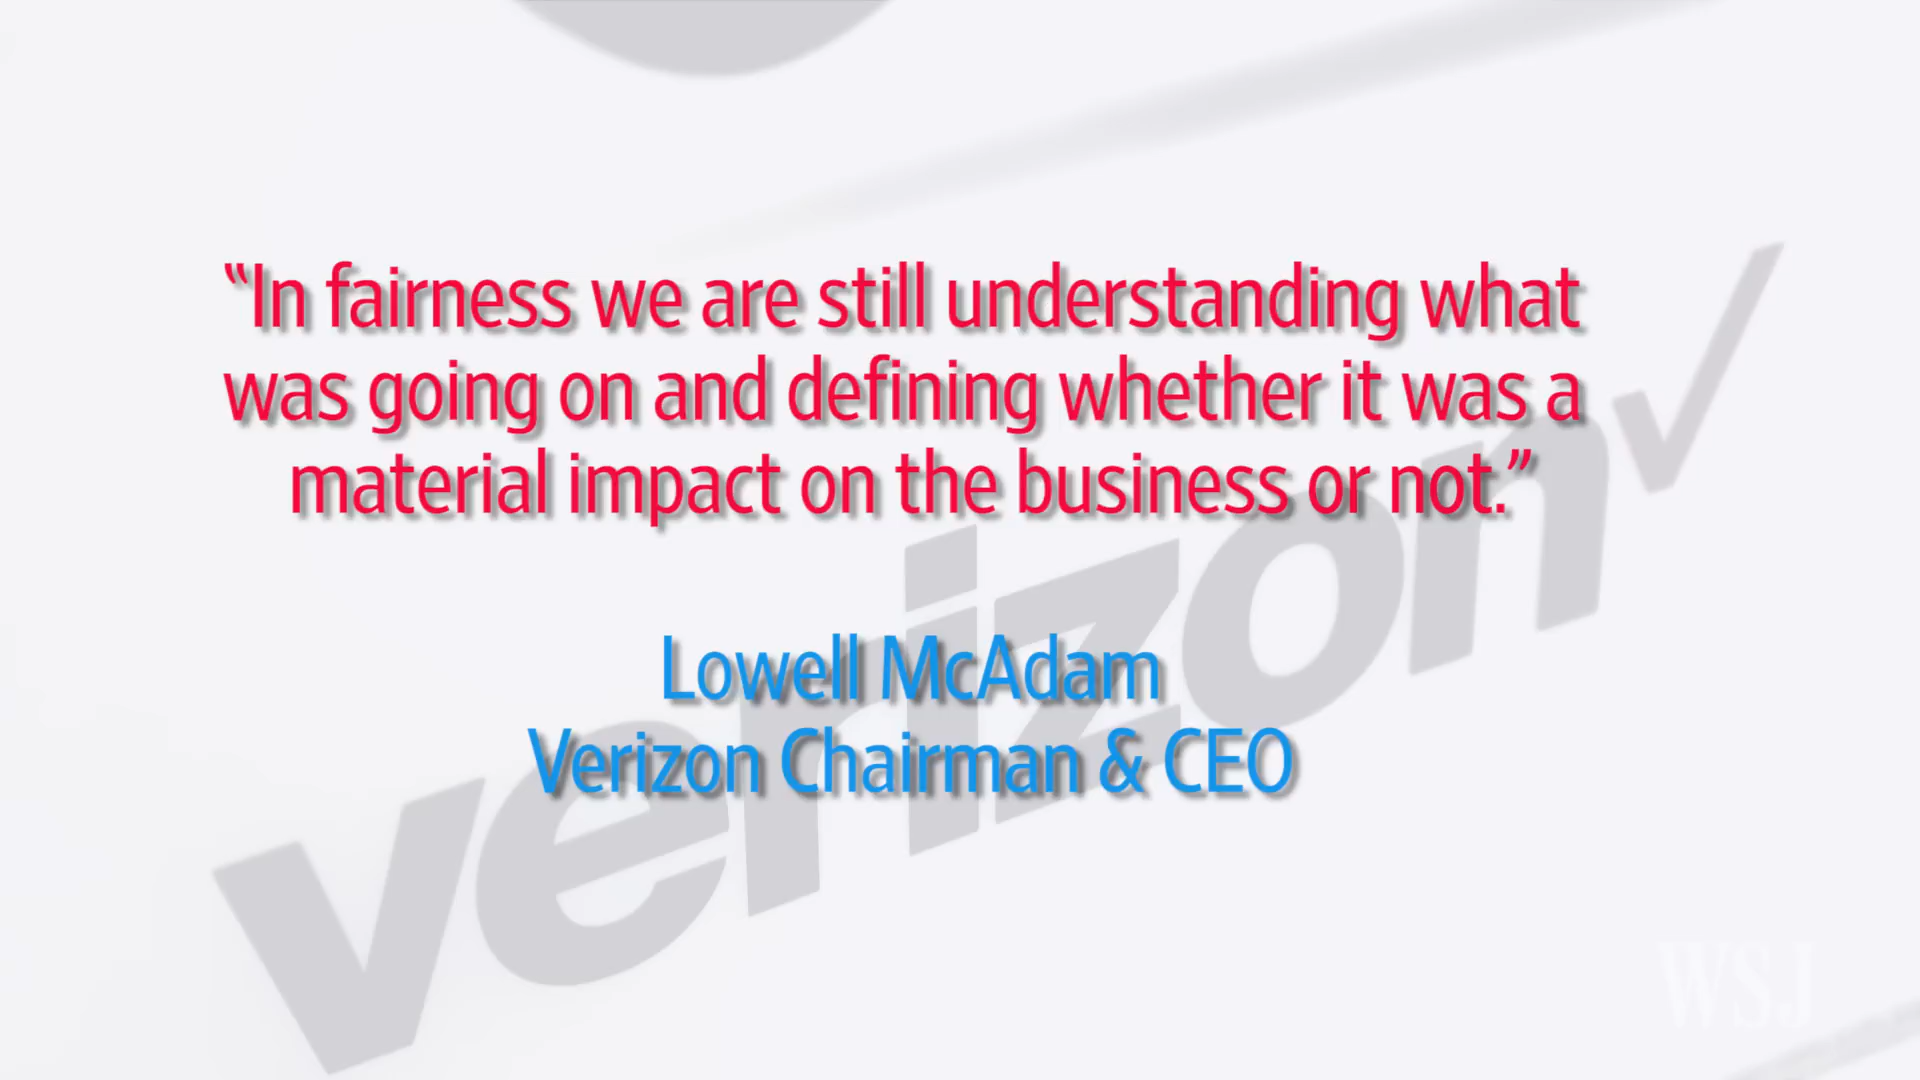 “In fairness we are still understanding what
was going on and defining whether it was a
material impact on the business or not.”
Lowell McAdam
Verizon Chairman & CEO
verizon✓
WSJ